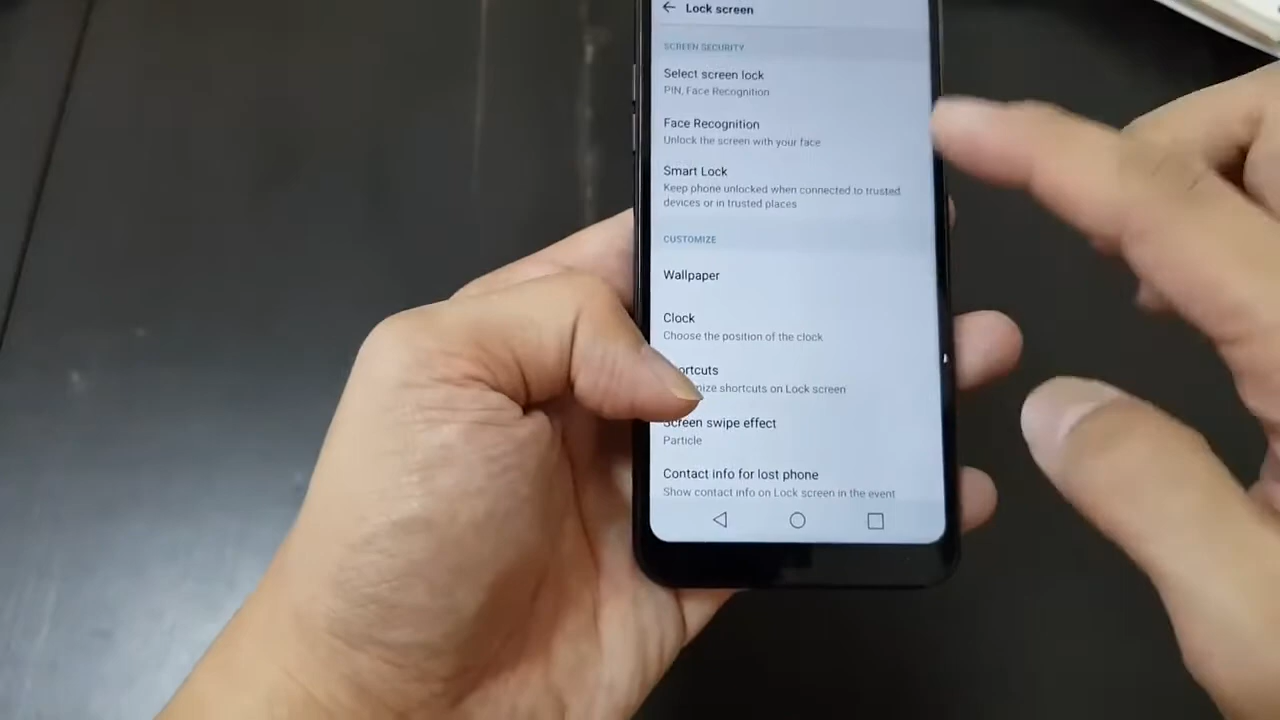 Lock screen
SCREEN SECURITY
Select screen lock
PIN, Face Recognition
Face Recognition
Unlock the screen with your face
Smart Lock
Keep phone unlocked when connected to trusted
devices or in trusted places
CUSTOMIZE
Wallpaper
Clock
Choose the position of the clock
ortcuts
nize shortcuts on Lock screen
Screen swipe effect
Particle
Contact info for lost phone
Show contact info on Lock screen in the event